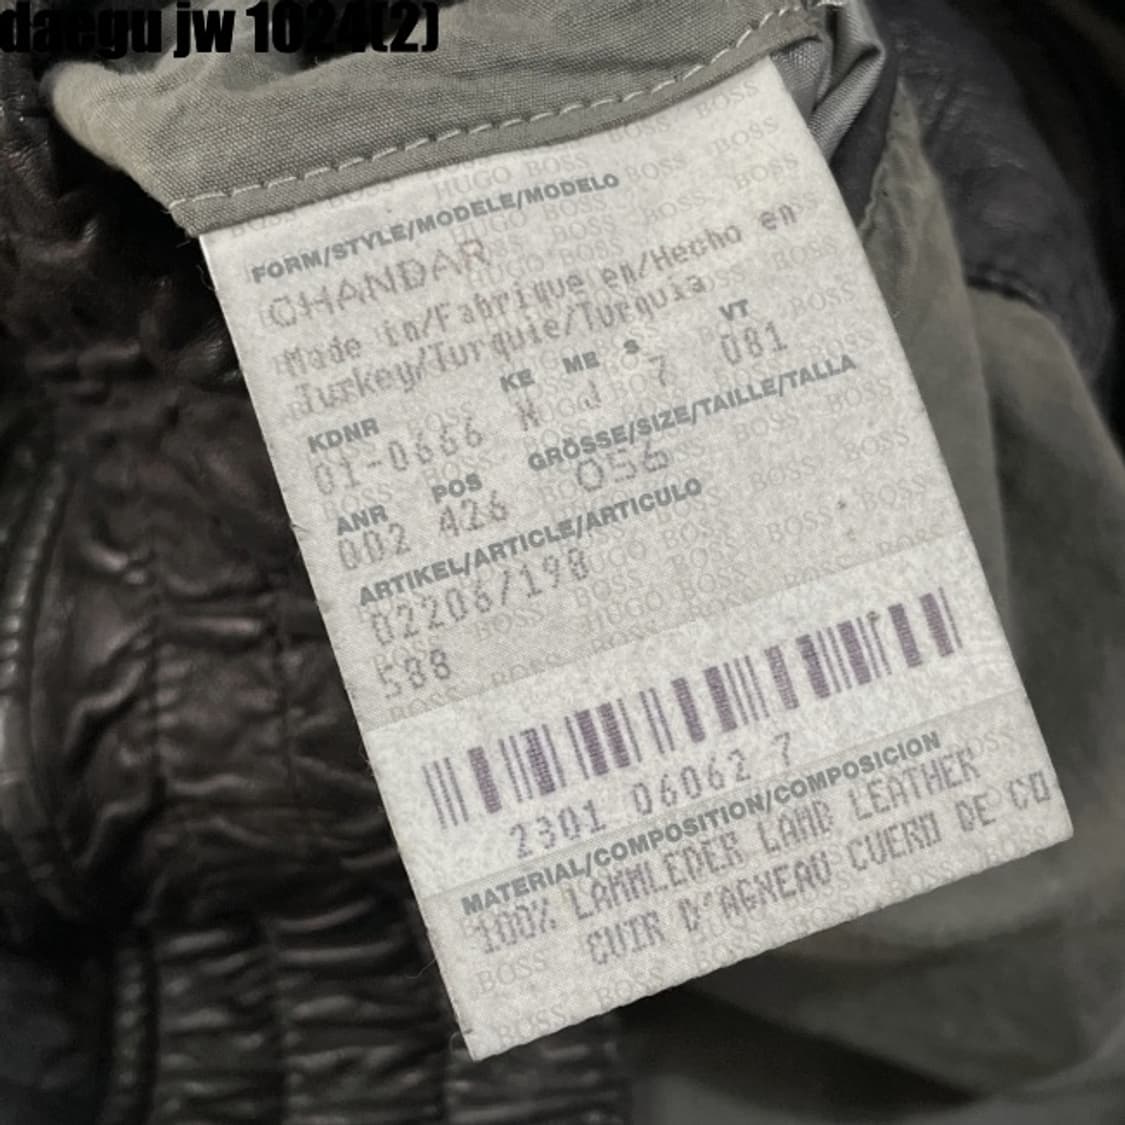 daegu jw 1024(2)
FORM/STYLE/MODELE/MODELO
CHANDAR
Made in/Fabrique en/Hecho en
Turkey/Turquie/Turquia
KDNR KE ME S VT
01-0666 N J 7 081
ANR POS GRÖSSE/SIZE/TAILLE/TALLA
002 426 056
ARTIKEL/ARTICLE/ARTICULO
02206/198
588
2301 06062 7
MATERIAL/COMPOSITION/COMPOSICION
100% LAMMLEDER LAMB LEATHER
CUIR D'AGNEAU CUERO DE CO
HUGO BOSS